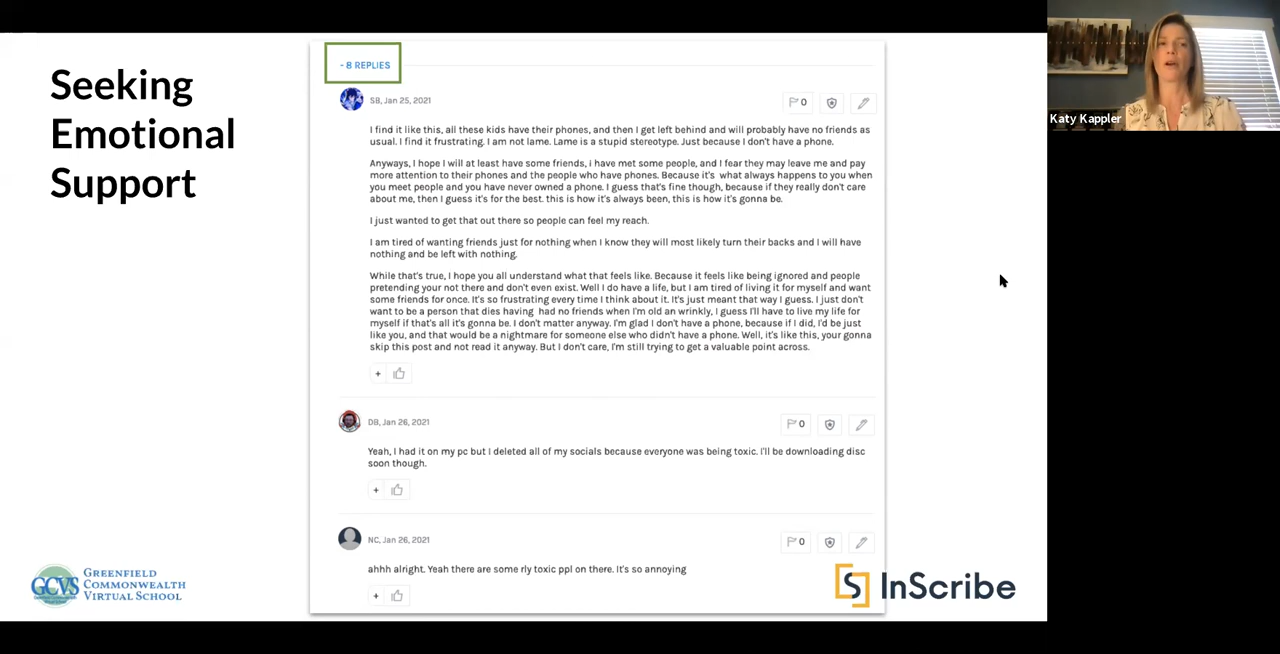 Seeking
Emotional
Support
- 8 REPLIES
SB, Jan 25, 2021
0
I find it like this, all these kids have their phones, and then I get left behind and will probably have no friends as
usual. I find it frustrating. I am not lame. Lame is a stupid stereotype. Just because I don't have a phone.
Anyways, I hope I will at least have some friends, i have met some people, and I fear they may leave me and pay
more attention to their phones and the people who have phones. Because it's what always happens to you when
you meet people and you have never owned a phone. I guess that's fine though, because if they really don't care
about me, then I guess it's for the best. this is how it's always been, this is how it's gonna be.
I just wanted to get that out there so people can feel my reach.
I am tired of wanting friends just for nothing when I know they will most likely turn their backs and I will have
nothing and be left with nothing.
While that's true, I hope you all understand what that feels like. Because it feels like being ignored and people
pretending your not there and don't even exist. Well I do have a life, but I am tired of living it for myself and want
some friends for once. It's so frustrating every time I think about it. It's just meant that way I guess. I just don't
want to be a person that dies having had no friends when I'm old an wrinkly, I guess I'll have to live my life for
myself if that's all it's gonna be. I don't matter anyway. I'm glad I don't have a phone, because if I did, I'd be just
like you, and that would be a nightmare for someone else who didn't have a phone. Well, it's like this, your gonna
skip this post and not read it anyway. But I don't care, I'm still trying to get a valuable point across.
+
DB, Jan 26, 2021
0
Yeah, I had it on my pc but I deleted all of my socials because everyone was being toxic. I'll be downloading disc
soon though.
+
NC, Jan 26, 2021
0
ahhh alright. Yeah there are some rly toxic ppl on there. It's so annoying
+
GCVS
GREENFIELD
COMMONWEALTH
VIRTUAL SCHOOL
InScribe
Katy Kappler